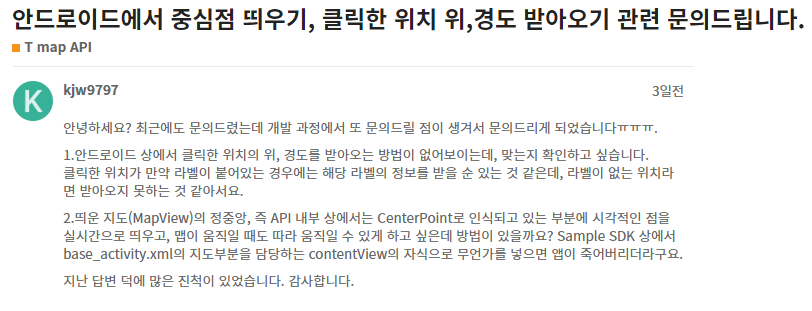 안드로이드에서 중심점 띄우기, 클릭한 위치 위,경도 받아오기 관련 문의드립니다.
T map API
K
kjw9797
3일전
안녕하세요? 최근에도 문의드렸는데 개발 과정에서 또 문의드릴 점이 생겨서 문의드리게 되었습니다ㅠㅠㅠ.
1.안드로이드 상에서 클릭한 위치의 위, 경도를 받아오는 방법이 없어보이는데, 맞는지 확인하고 싶습니다.
클릭한 위치가 만약 라벨이 붙어있는 경우에는 해당 라벨의 정보를 받을 순 있는 것 같은데, 라벨이 없는 위치라
면 받아오지 못하는 것 같아서요.
2.띄운 지도(MapView)의 정중앙, 즉 API 내부 상에서는 CenterPoint로 인식되고 있는 부분에 시각적인 점을
실시간으로 띄우고, 맵이 움직일 때도 따라 움직일 수 있게 하고 싶은데 방법이 있을까요? Sample SDK 상에서
base_activity.xml의 지도부분을 담당하는 contentView의 자식으로 무언가를 넣으면 앱이 죽어버리더라구요.
지난 답변 덕에 많은 진척이 있었습니다. 감사합니다.